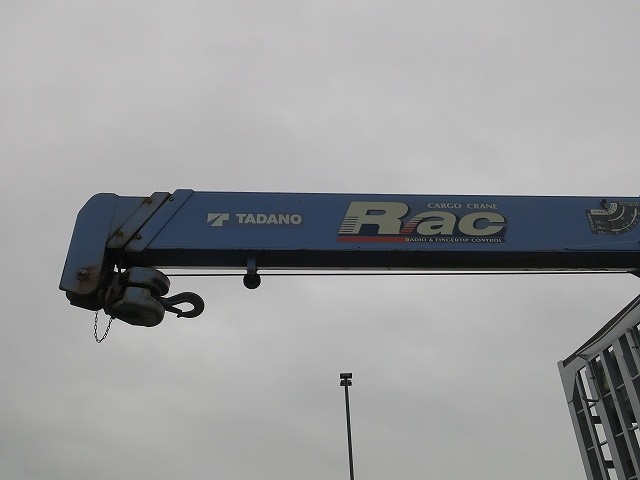 TADANO
CARGO CRANE
Rac
RADIO & FINGERTIP CONTROL